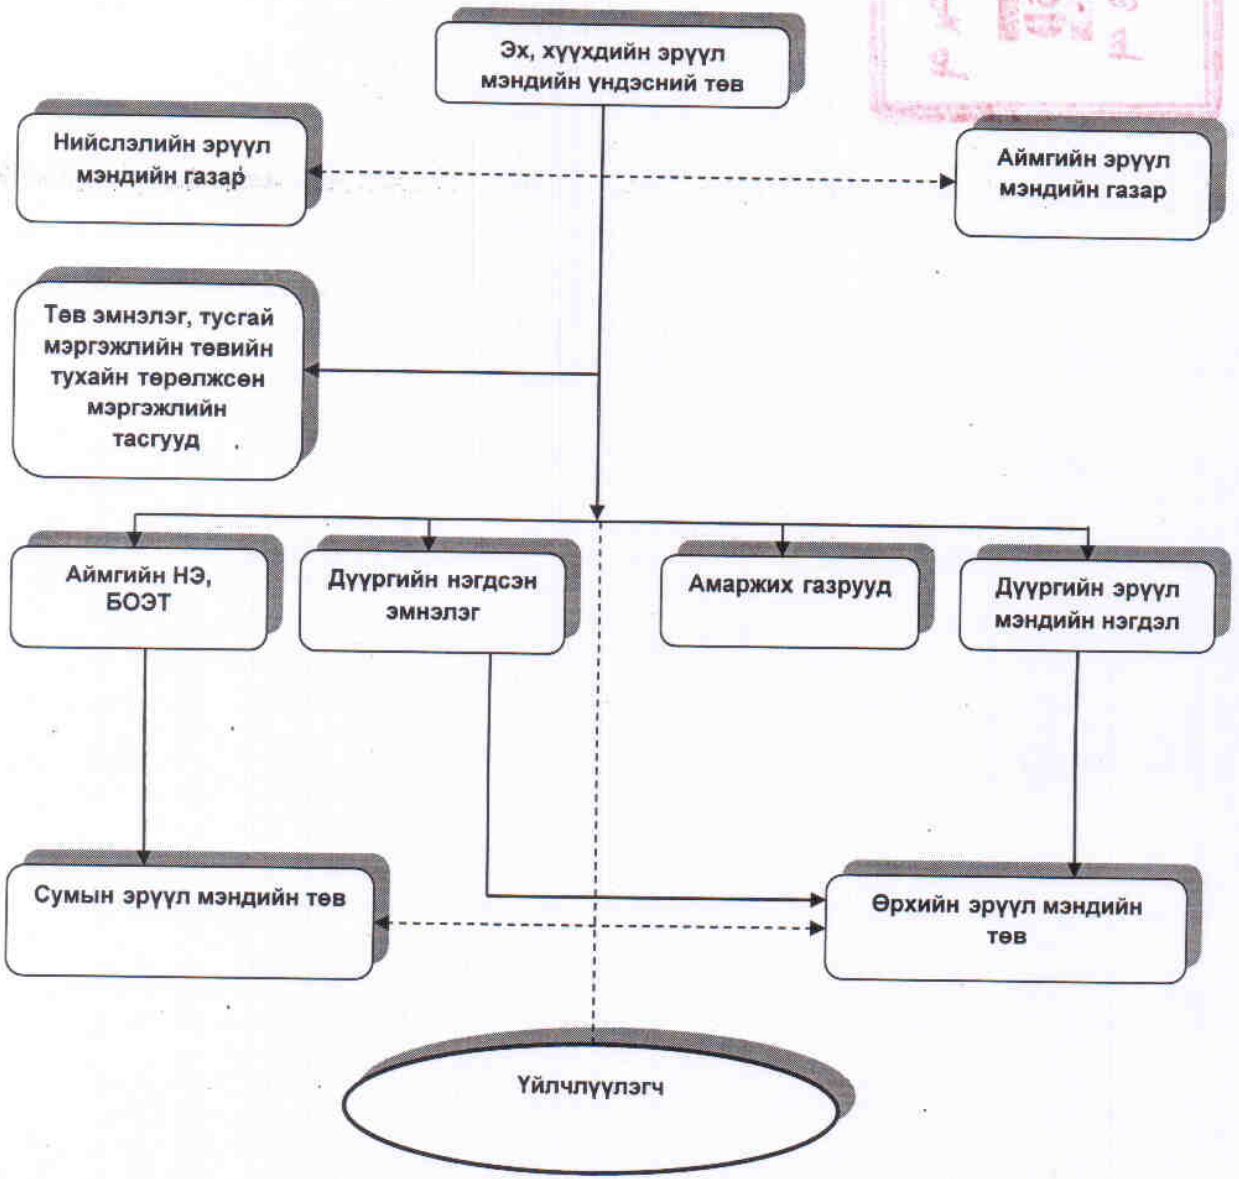 Эх, хүүхдийн эрүүл
мэндийн үндэсний төв
Нийслэлийн эрүүл
мэндийн газар
Аймгийн эрүүл
мэндийн газар
Төв эмнэлэг, тусгай
мэргэжлийн төвийн
тухайн төрөлжсөн
мэргэжлийн
тасгууд
Аймгийн НЭ,
БОЭТ
Дүүргийн нэгдсэн
эмнэлэг
Амаржих газрууд
Дүүргийн эрүүл
мэндийн нэгдэл
Сумын эрүүл мэндийн төв
Өрхийн эрүүл мэндийн
төв
Үйлчлүүлэгч